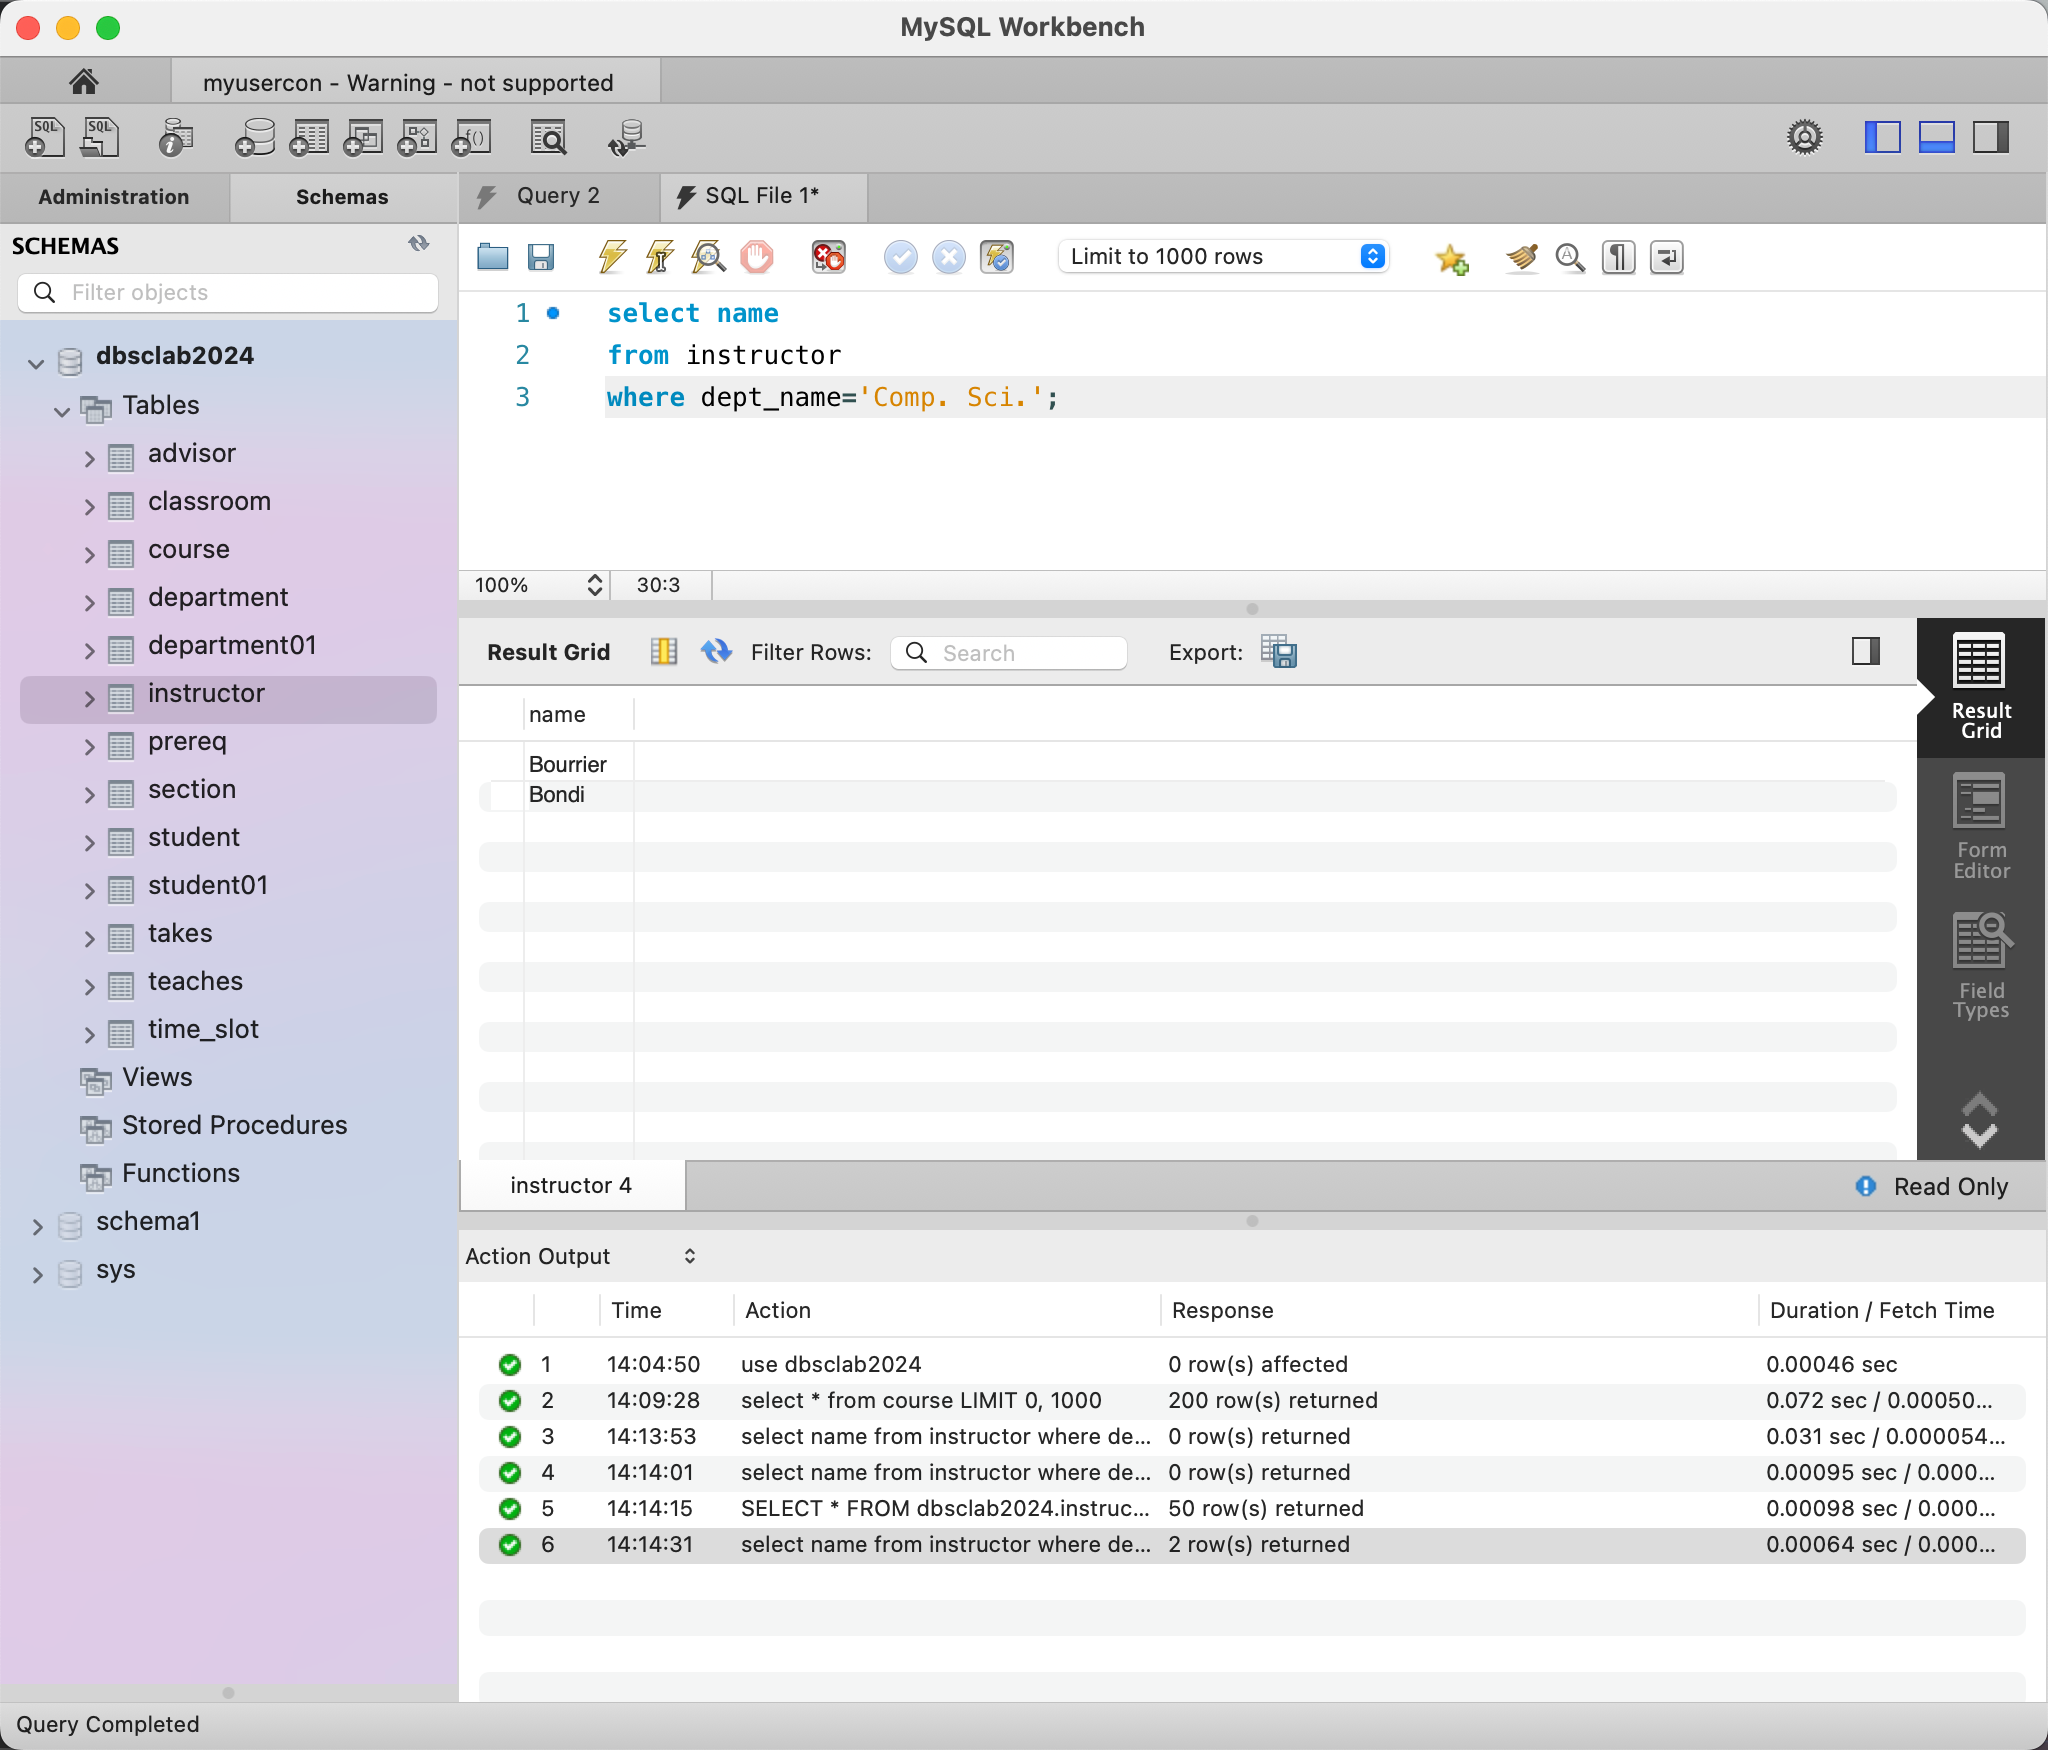 MySQL Workbench
myusercon - Warning - not supported
Administration
Schemas
Query 2
SQL File 1*
SCHEMAS
Filter objects
Limit to 1000 rows
dbsclab2024
Tables
advisor
classroom
course
department
department01
instructor
prereq
section
student
student01
takes
teaches
time_slot
Views
Stored Procedures
Functions
schema1
sys
1 select name
2 from instructor
3 where dept_name='Comp. Sci.';
100% 30:3
Result Grid Filter Rows: Search Export:
name
Bourrier
Bondi
Result Grid
Form Editor
Field Types
instructor 4
Read Only
Action Output
Time Action Response Duration / Fetch Time
1 14:04:50 use dbsclab2024 0 row(s) affected 0.00046 sec
2 14:09:28 select * from course LIMIT 0, 1000 200 row(s) returned 0.072 sec / 0.00050...
3 14:13:53 select name from instructor where de... 0 row(s) returned 0.031 sec / 0.000054...
4 14:14:01 select name from instructor where de... 0 row(s) returned 0.00095 sec / 0.000...
5 14:14:15 SELECT * FROM dbsclab2024.instruc... 50 row(s) returned 0.00098 sec / 0.000...
6 14:14:31 select name from instructor where de... 2 row(s) returned 0.00064 sec / 0.000...
Query Completed